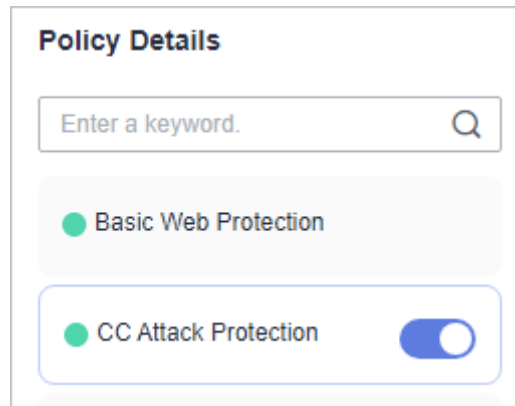 Policy Details
Enter a keyword.
Basic Web Protection
CC Attack Protection